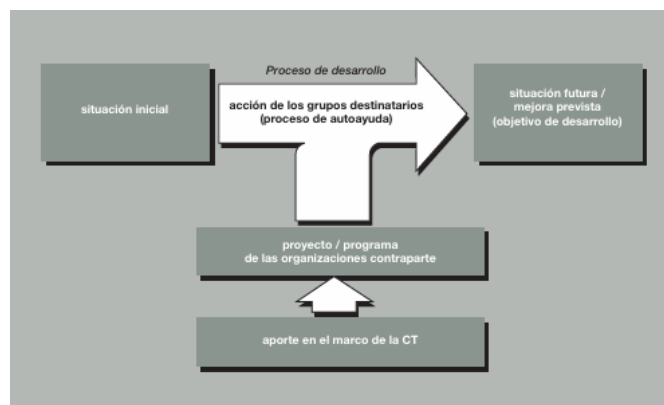 Proceso de desarrollo
situación inicial
acción de los grupos destinatarios
(proceso de autoayuda)
situación futura /
mejora prevista
(objetivo de desarrollo)
proyecto / programa
de las organizaciones contraparte
aporte en el marco de la CT